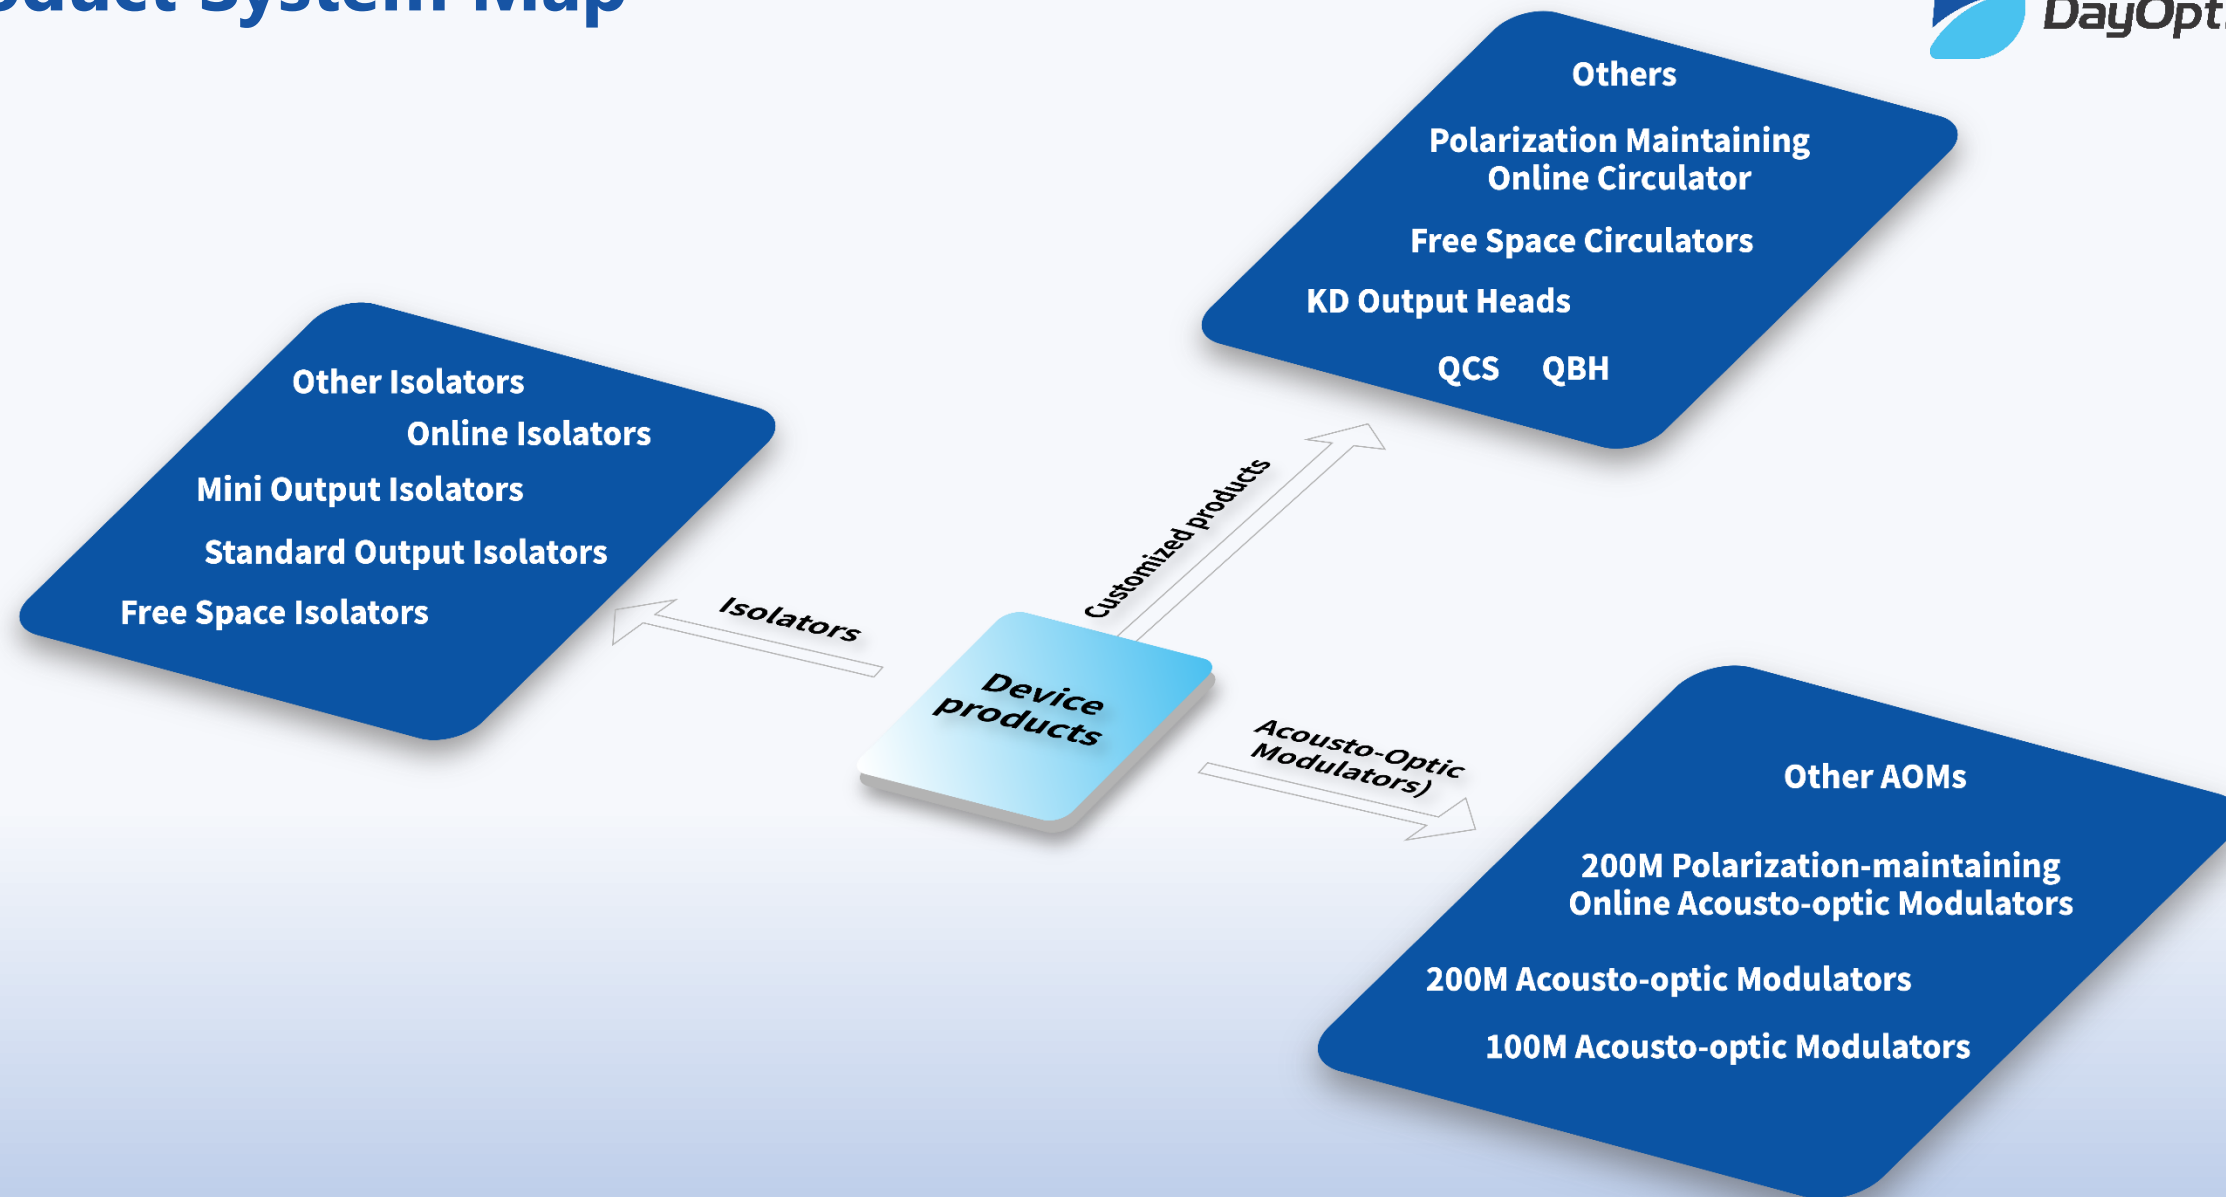 System Map
Others
Polarization Maintaining
Online Circulator
Free Space Circulators
KD Output Heads
QCS QBH
Other Isolators
Online Isolators
Mini Output Isolators
Standard Output Isolators
Free Space Isolators
Customized products
Isolators
Device
products
Acousto-Optic
Modulators)
Other AOMs
200M Polarization-maintaining
Online Acousto-optic Modulators
200M Acousto-optic Modulators
100M Acousto-optic Modulators